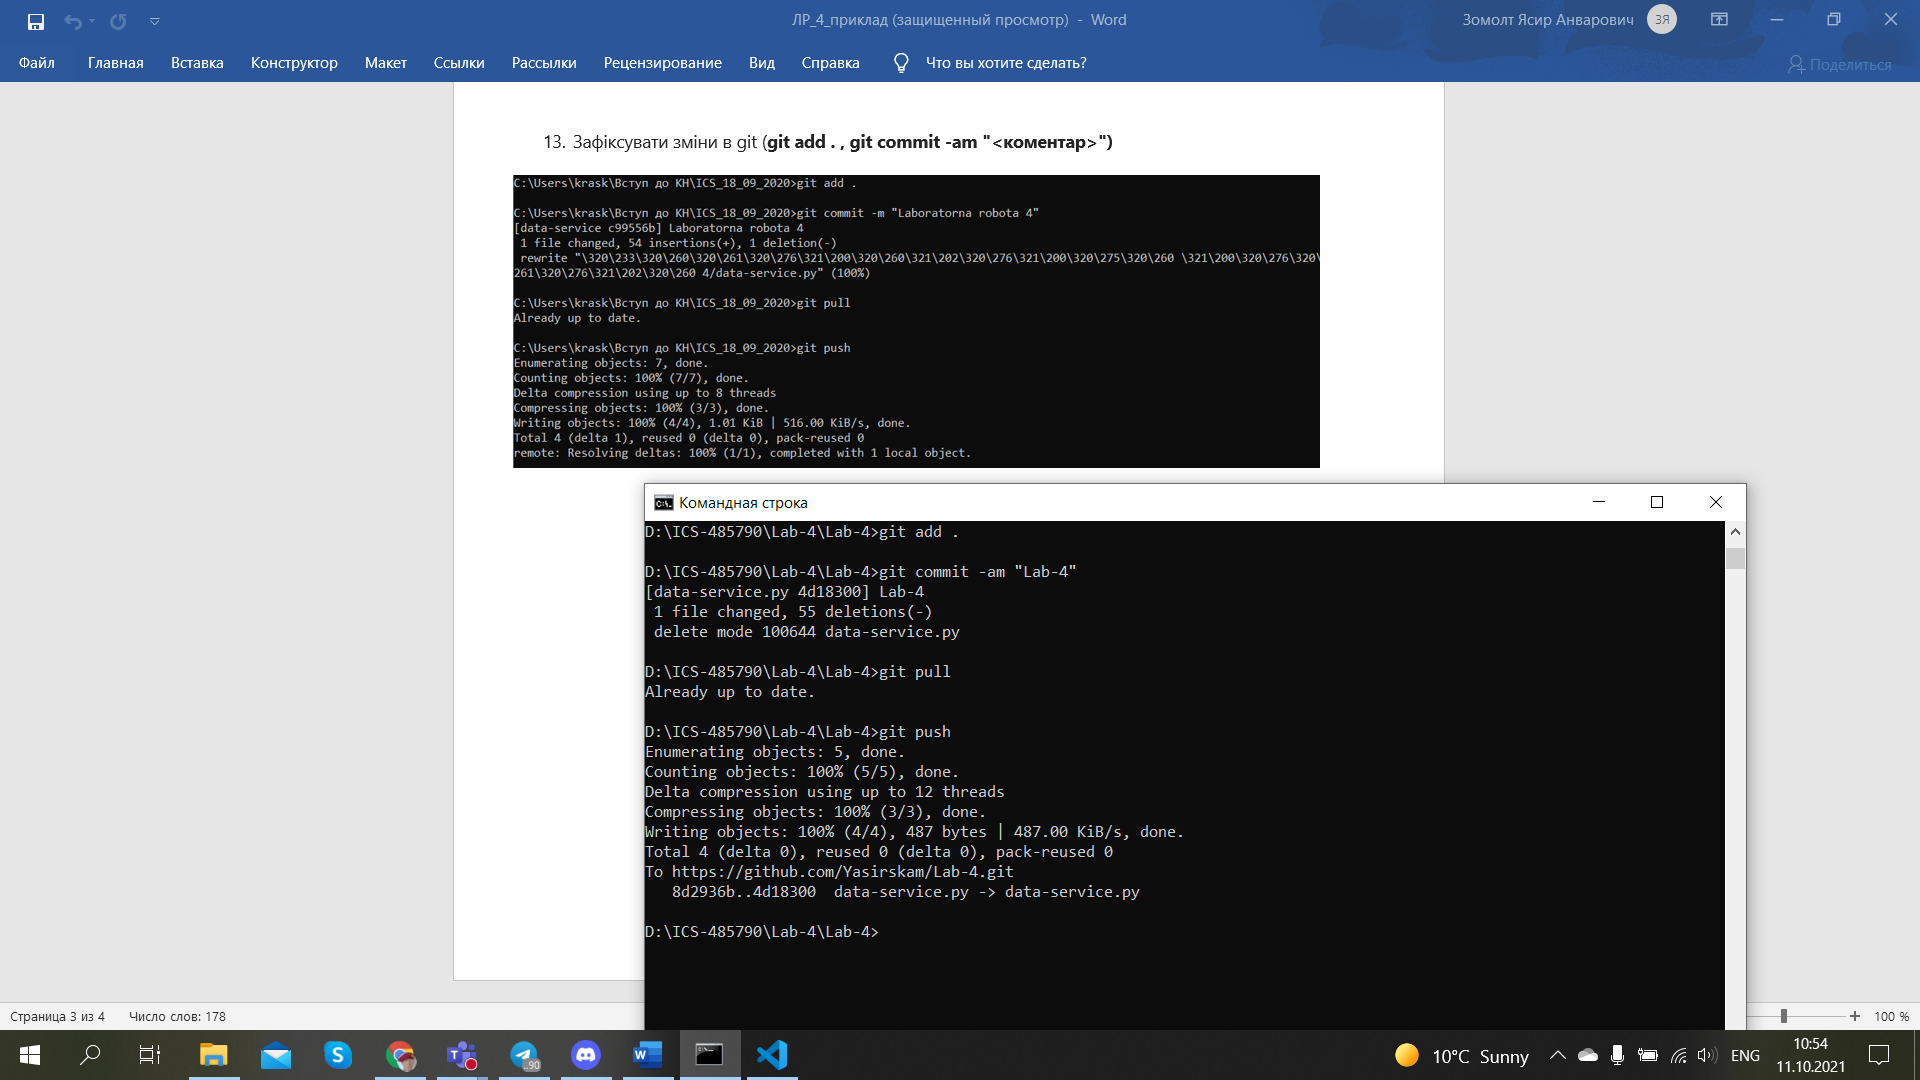 ЛР_4_приклад (защищенный просмотр) - Word
Зомолт Ясир Анварович
ЗЯ
Файл Главная Вставка Конструктор Макет Ссылки Рассылки Рецензирование Вид Справка Что вы хотите сделать? Поделиться
13. Зафіксувати зміни в git (git add . , git commit -am "<коментар>")
C:\Users\krask\Вступ до КН\ICS_18_09_2020>git add .
C:\Users\krask\Вступ до КН\ICS_18_09_2020>git commit -m "Laboratorna robota 4"
[data-service c99556b] Laboratorna robota 4
1 file changed, 54 insertions(+), 1 deletion(-)
rewrite "\320\233\320\260\320\261\320\276\321\200\320\260\321\202\320\276\321\200\320\275\320\260 \321\200\320\276\320\
261\320\276\321\202\320\260 4/data-service.py" (100%)
C:\Users\krask\Вступ до КН\ICS_18_09_2020>git pull
Already up to date.
C:\Users\krask\Вступ до КН\ICS_18_09_2020>git push
Enumerating objects: 7, done.
Counting objects: 100% (7/7), done.
Delta compression using up to 8 threads
Compressing objects: 100% (3/3), done.
Writing objects: 100% (4/4), 1.01 KiB | 516.00 KiB/s, done.
Total 4 (delta 1), reused 0 (delta 0), pack-reused 0
remote: Resolving deltas: 100% (1/1), completed with 1 local object.
Командная строка
D:\ICS-485790\Lab-4\Lab-4>git add .
D:\ICS-485790\Lab-4\Lab-4>git commit -am "Lab-4"
[data-service.py 4d18300] Lab-4
1 file changed, 55 deletions(-)
delete mode 100644 data-service.py
D:\ICS-485790\Lab-4\Lab-4>git pull
Already up to date.
D:\ICS-485790\Lab-4\Lab-4>git push
Enumerating objects: 5, done.
Counting objects: 100% (5/5), done.
Delta compression using up to 12 threads
Compressing objects: 100% (3/3), done.
Writing objects: 100% (4/4), 487 bytes | 487.00 KiB/s, done.
Total 4 (delta 0), reused 0 (delta 0), pack-reused 0
To https://github.com/Yasirskam/Lab-4.git
8d2936b..4d18300 data-service.py -> data-service.py
D:\ICS-485790\Lab-4\Lab-4>
Страница 3 из 4 Число слов: 178
100 %
..90
10°C Sunny
ENG
10:54
11.10.2021